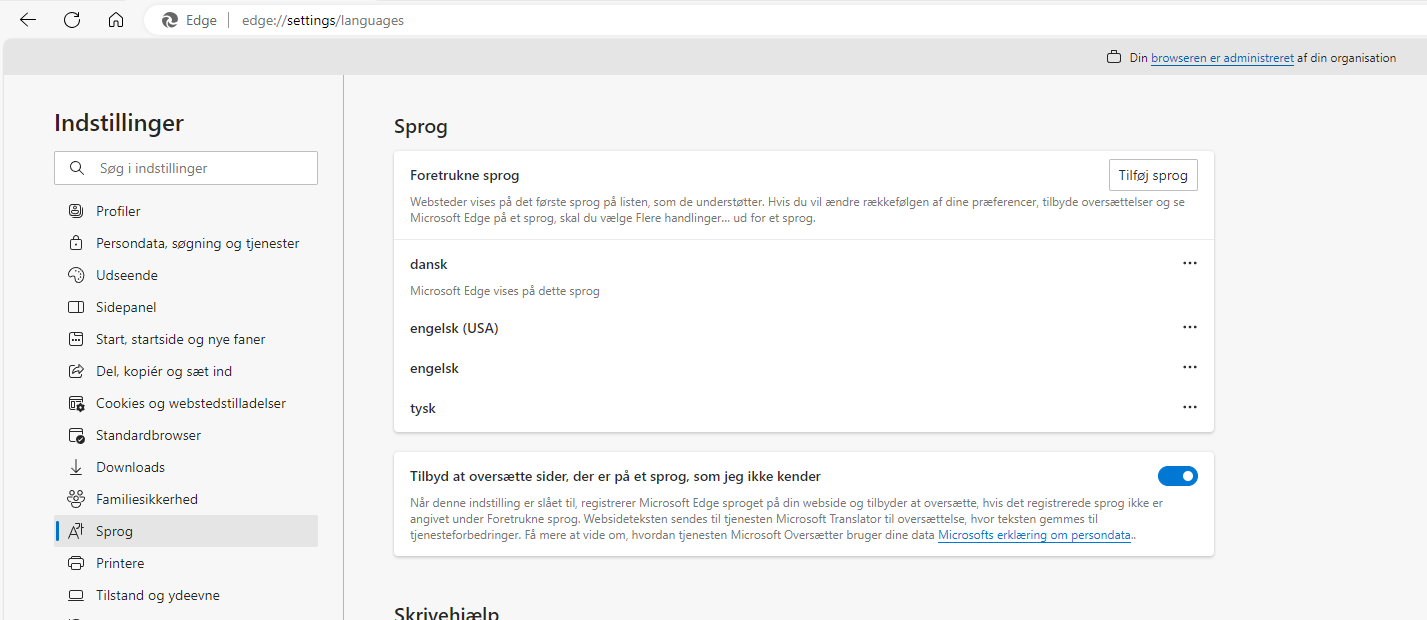 Edge | edge://settings/languages
Din browseren er administreret af din organisation
Indstillinger
Søg i indstillinger
Profiler
Persondata, søgning og tjenester
Udseende
Sidepanel
Start, startside og nye faner
Del, kopiér og sæt ind
Cookies og webstedstilladelser
Standardbrowser
Downloads
Familiesikkerhed
Sprog
Printere
Tilstand og ydeevne
Sprog
Foretrukne sprog
Tilføj sprog
Websteder vises på det første sprog på listen, som de understøtter. Hvis du vil ændre rækkefølgen af dine præferencer, tilbyde oversættelser og se
Microsoft Edge på et sprog, skal du vælge Flere handlinger... ud for et sprog.
dansk
Microsoft Edge vises på dette sprog
engelsk (USA)
engelsk
tysk
Tilbyd at oversætte sider, der er på et sprog, som jeg ikke kender
Når denne indstilling er slået til, registrerer Microsoft Edge sproget på din webside og tilbyder at oversætte, hvis det registrerede sprog ikke er
angivet under Foretrukne sprog. Websideteksten sendes til tjenesten Microsoft Translator til oversættelse, hvor teksten gemmes til
tjenesteforbedringer. Få mere at vide om, hvordan tjenesten Microsoft Oversætter bruger dine data Microsofts erklæring om persondata..
Skrivehjælp